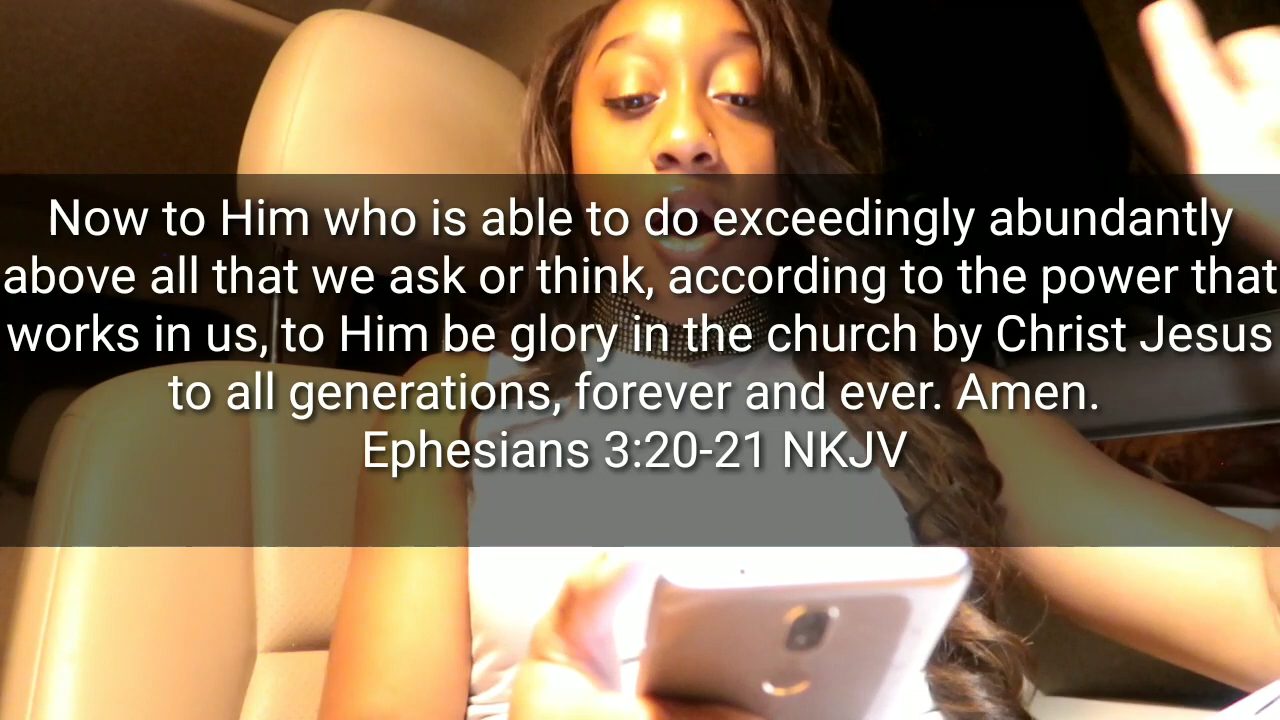 Now to Him who is able to do exceedingly abundantly
above all that we ask or think, according to the power that
works in us, to Him be glory in the church by Christ Jesus
to all generations, forever and ever. Amen.
Ephesians 3:20-21 NKJV